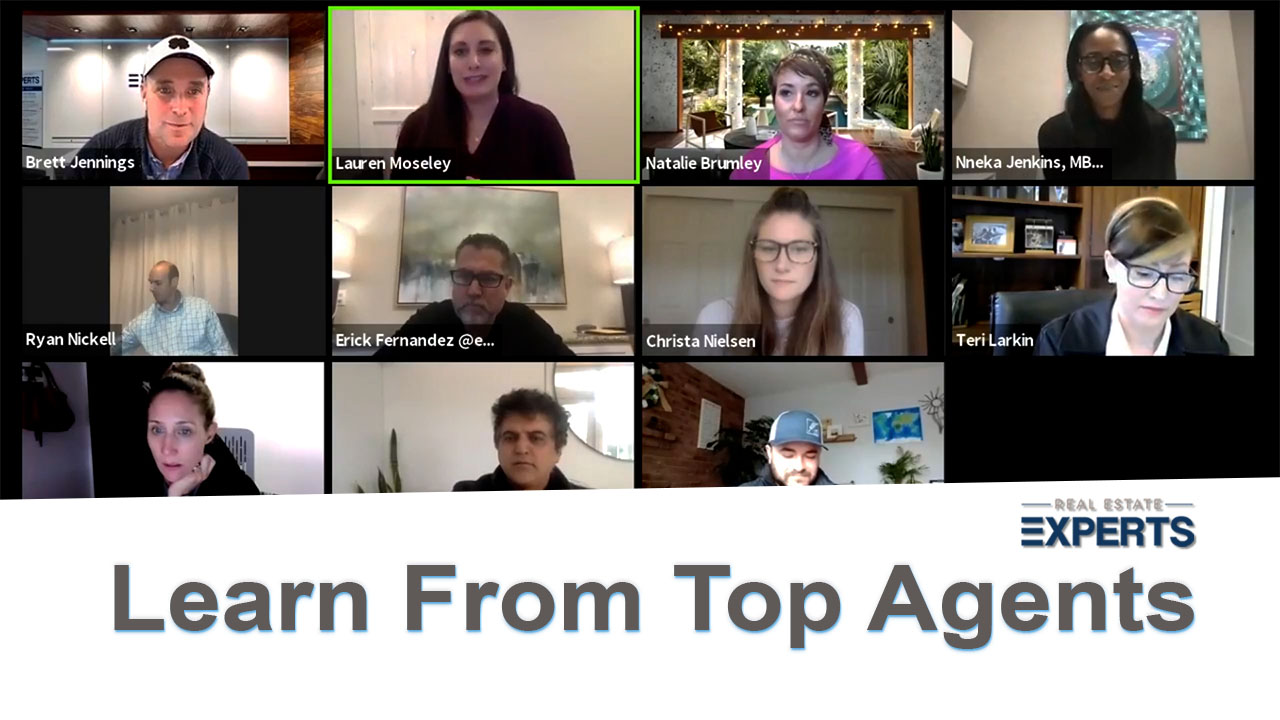 Brett Jennings
Lauren Moseley
Natalie Brumley
Nneka Jenkins, MB...
Ryan Nickell
Erick Fernandez @e...
Christa Nielsen
Teri Larkin
REAL ESTATE
EXPERTS
Learn From Top Agents